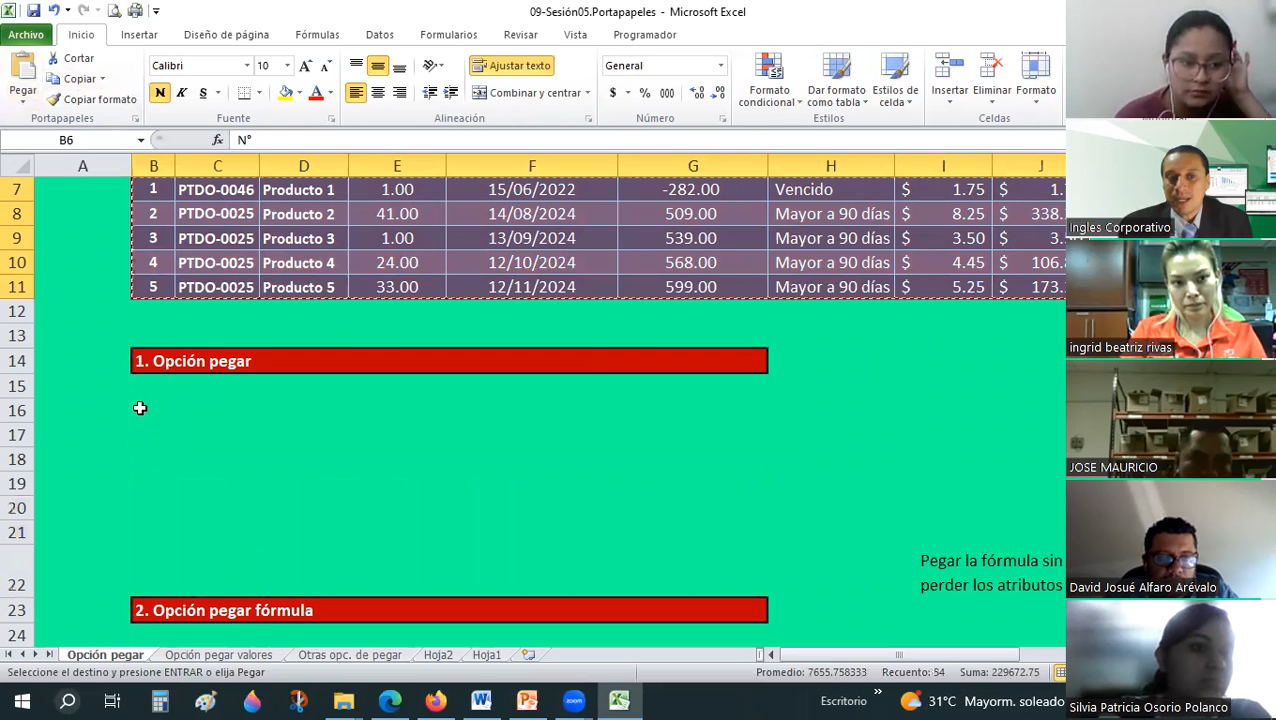 09-Sesión05.Portapapeles - Microsoft Excel
Archivo Inicio Insertar Diseño de página Fórmulas Datos Formularios Revisar Vista Programador
Pegar
Cortar
Copiar
Copiar formato
Portapapeles
Calibri 10
N K S
Fuente
Ajustar texto
Combinar y centrar
Alineación
General
$ % 000
Número
Formato condicional
Dar formato como tabla
Estilos de celda
Estilos
Insertar Eliminar Formato
Celdas
B6 fx N°
A B C D E F G H I J
7 1 PTDO-0046 Producto 1 1.00 15/06/2022 -282.00 Vencido $ 1.75 $
8 2 PTDO-0025 Producto 2 41.00 14/08/2024 509.00 Mayor a 90 días $ 8.25 $ 338.
9 3 PTDO-0025 Producto 3 1.00 13/09/2024 539.00 Mayor a 90 días $ 3.50 $ 3.
10 4 PTDO-0025 Producto 4 24.00 12/10/2024 568.00 Mayor a 90 días $ 4.45 $ 106.
11 5 PTDO-0025 Producto 5 33.00 12/11/2024 599.00 Mayor a 90 días $ 5.25 $ 173.
12
13
14 1. Opción pegar
15
16
17
18
19
20
21
22 Pegar la fórmula sin
perder los atributos
23 2. Opción pegar fórmula
24
Opción pegar Opción pegar valores Otras opc. de pegar Hoja2 Hoja1
Seleccione el destino y presione ENTRAR o elija Pegar Promedio: 7655.758333 Recuento: 54 Suma: 229672.75
Escritorio » 31°C Mayorm. soleado
Ingles Corporativo
ingrid beatriz rivas
JOSE MAURICIO
David Josué Alfaro Arévalo
Silvia Patricia Osorio Polanco